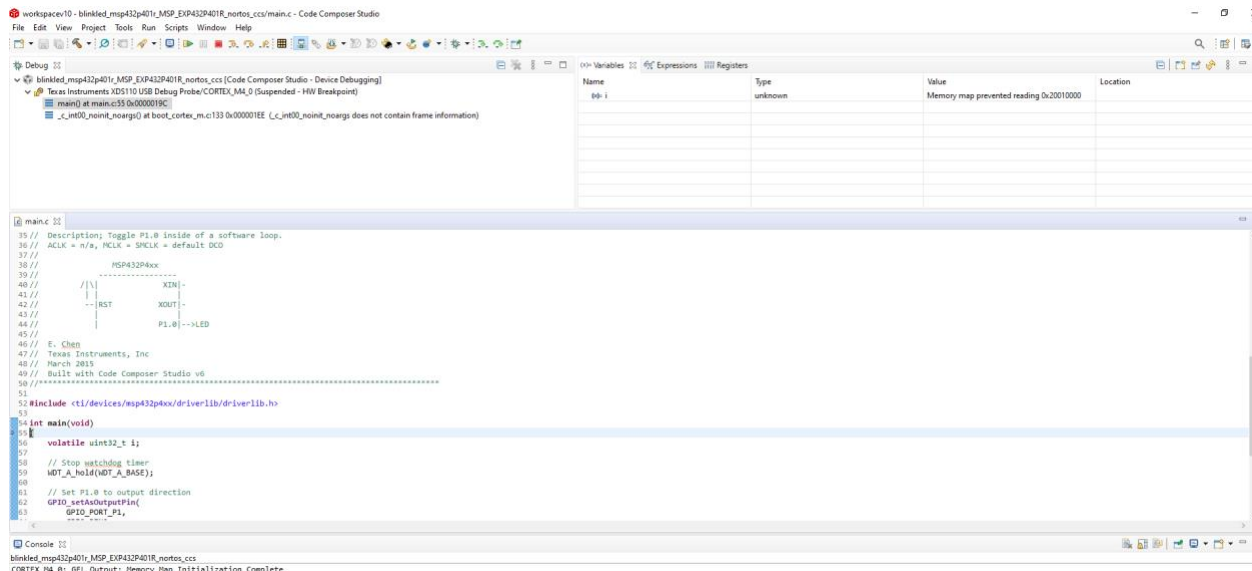 workspacev10 - blinkled_msp432p401r_MSP_EXP432P401R_nortos_ccs/main.c - Code Composer Studio
File Edit View Project Tools Run Scripts Window Help
Debug
blinkled_msp432p401r_MSP_EXP432P401R_nortos_ccs [Code Composer Studio - Device Debugging]
Texas Instruments XDS110 USB Debug Probe/CORTEX_M4_0 (Suspended - HW Breakpoint)
main() at main.c:55 0x0000019C
_c_int00_noinit_noargs() at boot_cortex_m.c:133 0x000001EE (_c_int00_noinit_noargs does not contain frame information)
(x)= Variables Expressions Registers
Name Type Value Location
(x)= i unknown Memory map prevented reading 0x20010000
main.c
35 // Description; Toggle P1.0 inside of a software loop.
36 // ACLK = n/a, MCLK = SMCLK = default DCO
37 //
38 // MSP432P4xx
39 // -----------------
40 // /|\| XIN|-
41 // | | |
42 // --|RST XOUT|-
43 // | |
44 // | P1.0|-->LED
45 //
46 // E. Chen
47 // Texas Instruments, Inc
48 // March 2015
49 // Built with Code Composer Studio v6
50 //******************************************************************************
51
52 #include <ti/devices/msp432p4xx/driverlib/driverlib.h>
53
54 int main(void)
55 {
56 volatile uint32_t i;
57
58 // Stop watchdog timer
59 WDT_A_hold(WDT_A_BASE);
60
61 // Set P1.0 to output direction
62 GPIO_setAsOutputPin(
63 GPIO_PORT_P1,
Console
blinkled_msp432p401r_MSP_EXP432P401R_nortos_ccs
CORTEX_M4_0: GEL Output: Memory Map Initialization Complete